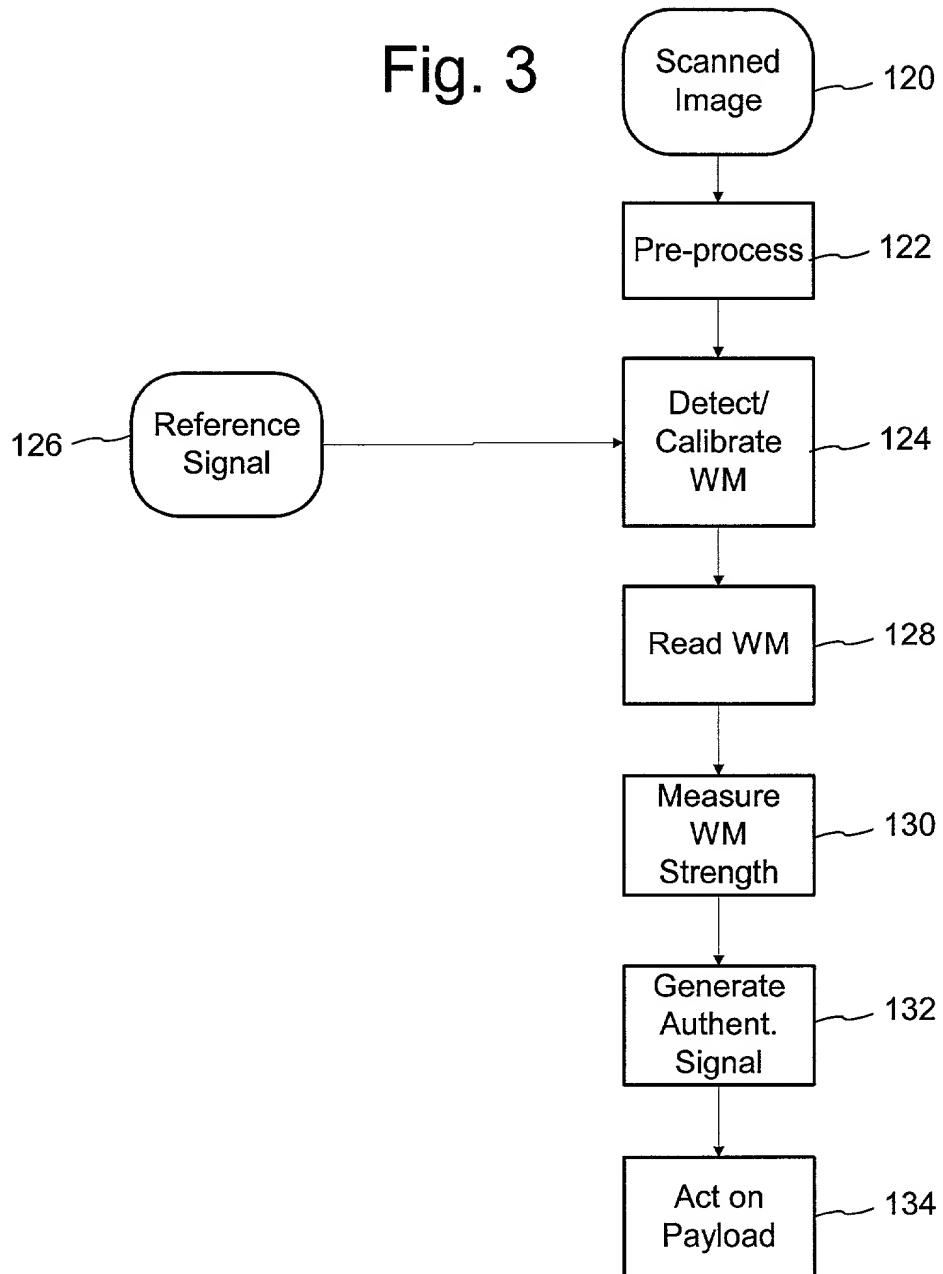 Fig. 3
Scanned
Image
120
Pre-process
122
Detect/
Calibrate
WM
124
Reference
Signal
126
Read WM
128
Measure
WM
Strength
130
Generate
Authent.
Signal
132
Act on
Payload
134